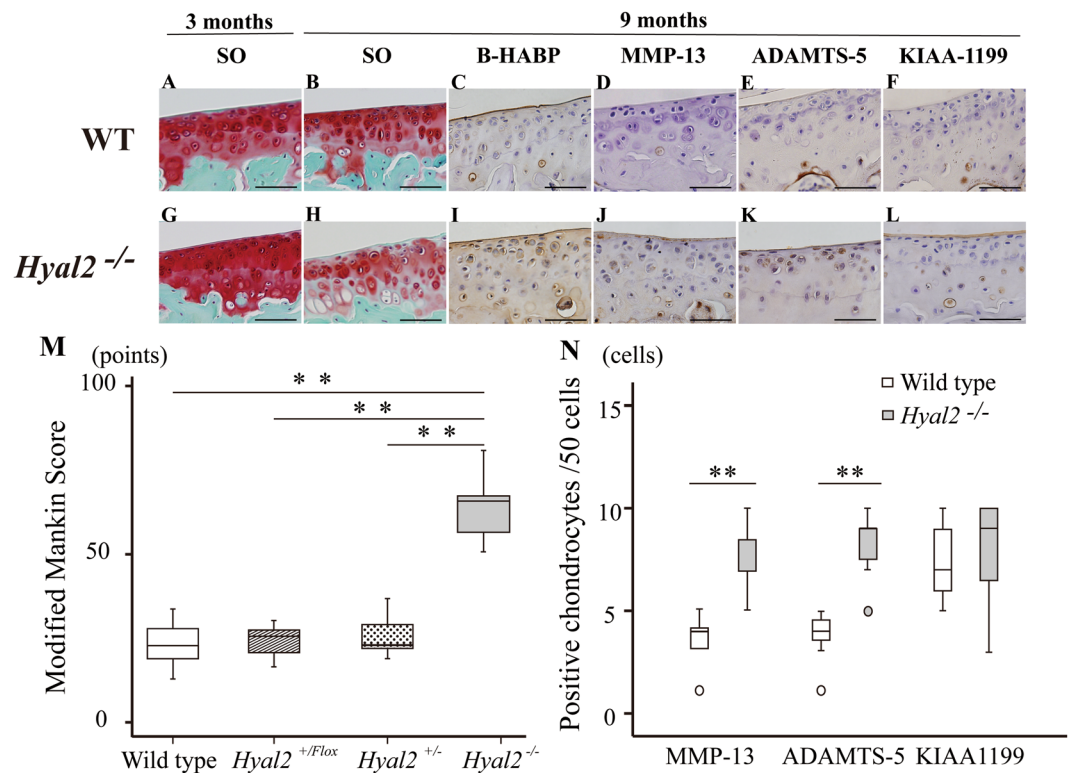 3 months 9 months
SO SO B-HABP MMP-13 ADAMTS-5 KIAA-1199
A B C D E F
WT
G H I J K L
Hyal2 -/-
M (points)
100
50
0
Modified Mankin Score
** ** **
Wild type Hyal2 +/Flox Hyal2 +/- Hyal2 -/-
N (cells)
Wild type
Hyal2 -/-
15
10
5
0
Positive chondrocytes /50 cells
** **
MMP-13 ADAMTS-5 KIAA1199